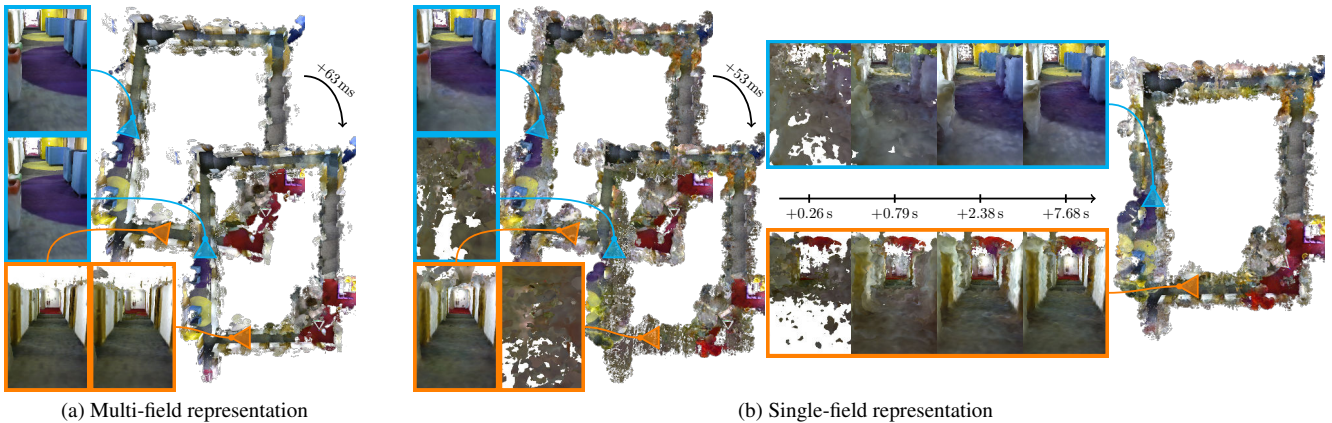 +63 ms
+53 ms
+0.26 s +0.79 s +2.38 s +7.68 s
(a) Multi-field representation
(b) Single-field representation